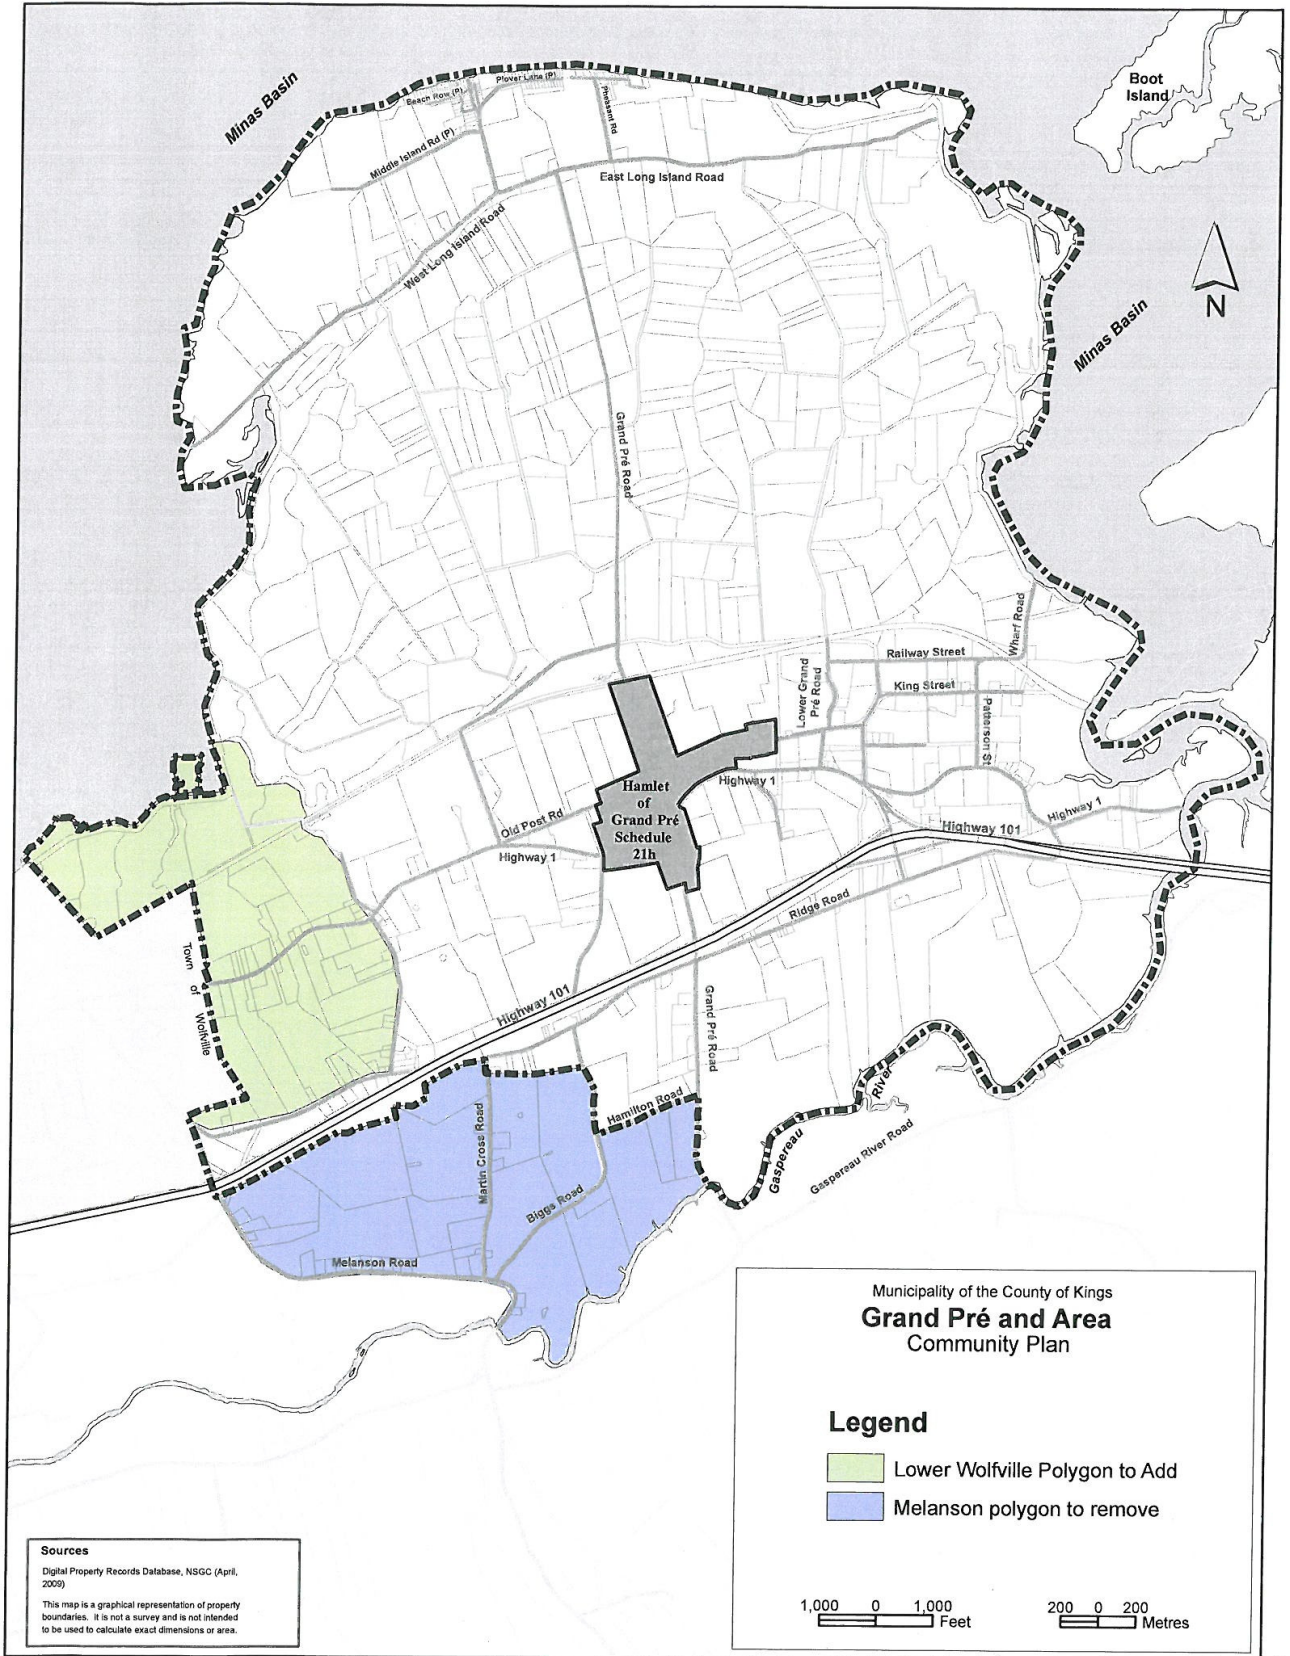 Minas Basin
Boot
Island
Plover Lane (P)
Beach Row (P)
Pheasant Rd
Middle Island Rd (P)
East Long Island Road
West Long Island Road
N
Minas Basin
Grand Pré Road
Wharf Road
Railway Street
Lower Grand
Pré Road
King Street
Patterson St
Hamlet
of
Grand Pré
Schedule
21h
Highway 1
Highway 1
Old Post Rd
Highway 101
Highway 1
Ridge Road
Town of Wolfville
Highway 101
Grand Pré Road
Hamilton Road
River
Gaspereau
Gaspereau River Road
Martin Cross Road
Biggs Road
Melanson Road
Municipality of the County of Kings
Grand Pré and Area
Community Plan
Legend
Lower Wolfville Polygon to Add
Melanson polygon to remove
1,000 0 1,000
Feet
200 0 200
Metres
Sources
Digital Property Records Database, NSGC (April,
2009)
This map is a graphical representation of property
boundaries. It is not a survey and is not intended
to be used to calculate exact dimensions or area.